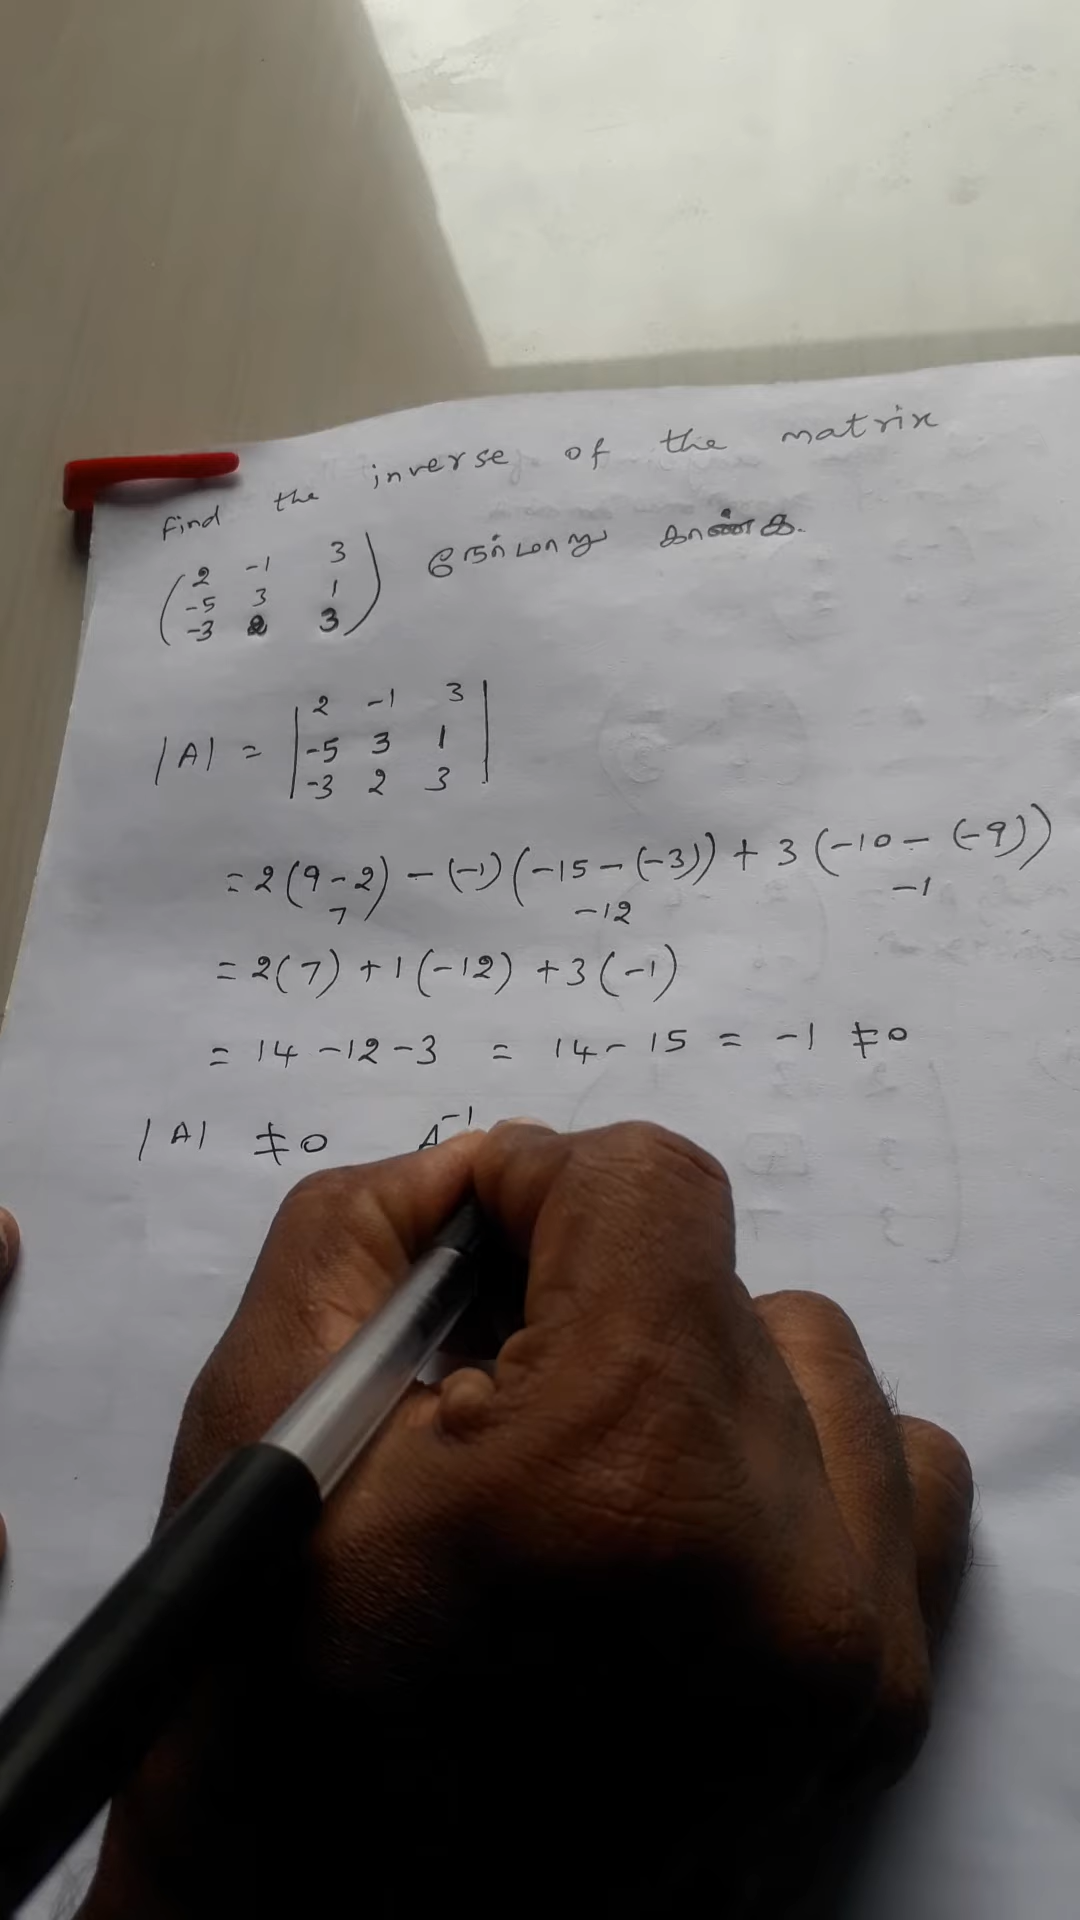 Find the inverse of the matrix
2 -1 3
-5 3 1 நேர்மாறு காண்க.
-3 2 3
2 -1 3
|A| = -5 3 1
-3 2 3
= 2(9-2) - (-1)(-15-(-3)) + 3(-10-(-9))
7 -12 -1
= 2(7) + 1(-12) + 3(-1)
= 14 -12 -3 = 14 - 15 = -1 ≠0
|A| ≠0 A⁻¹